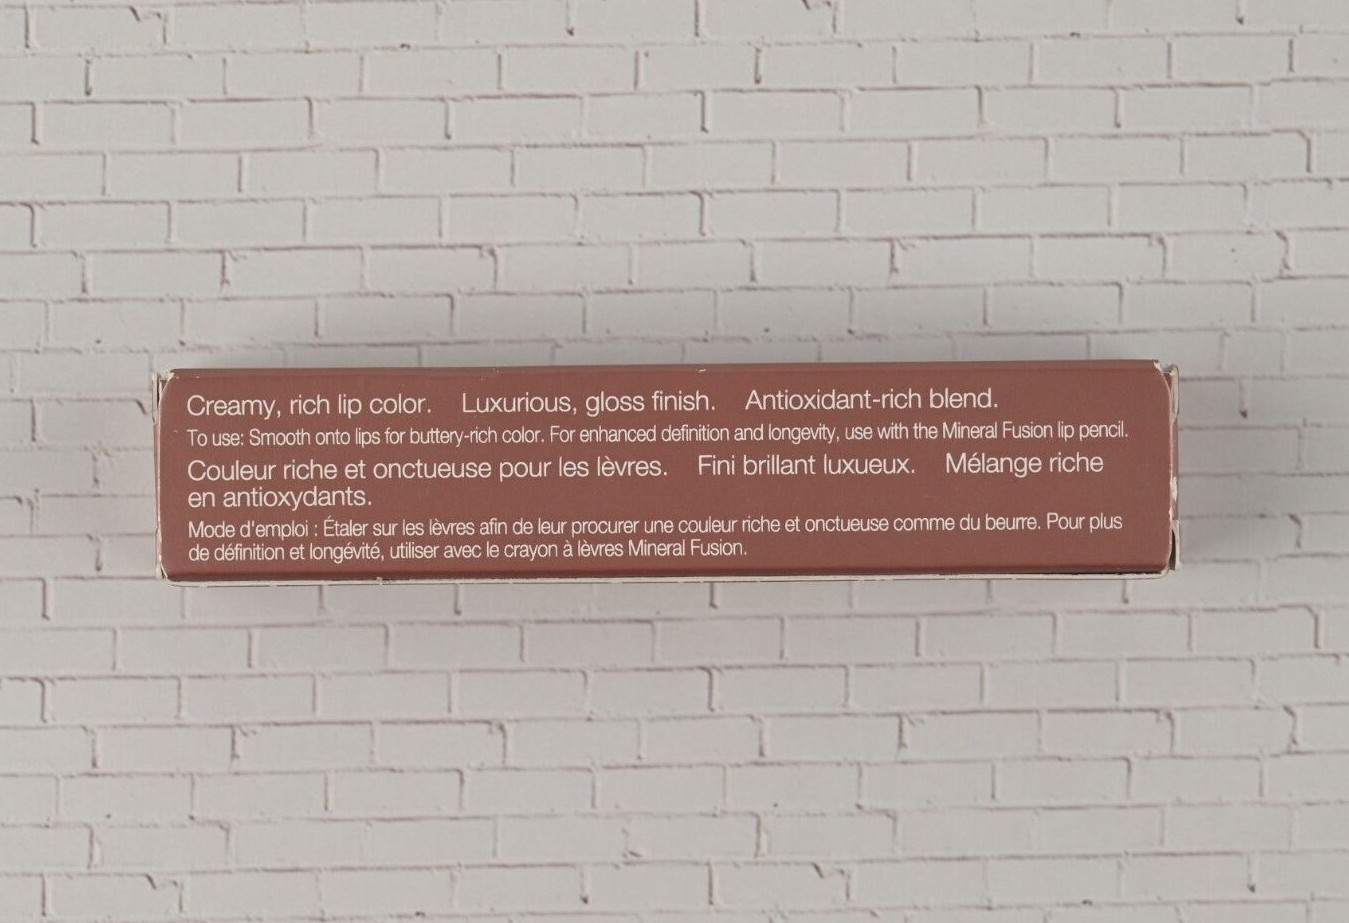 Creamy, rich lip color. Luxurious, gloss finish. Antioxidant-rich blend.
To use: Smooth onto lips for buttery-rich color. For enhanced definition and longevity, use with the Mineral Fusion lip pencil.
Couleur riche et onctueuse pour les lèvres. Fini brillant luxueux. Mélange riche
en antioxydants.
Mode d'emploi : Étaler sur les lèvres afin de leur procurer une couleur riche et onctueuse comme du beurre. Pour plus
de définition et longévité, utiliser avec le crayon à lèvres Mineral Fusion.